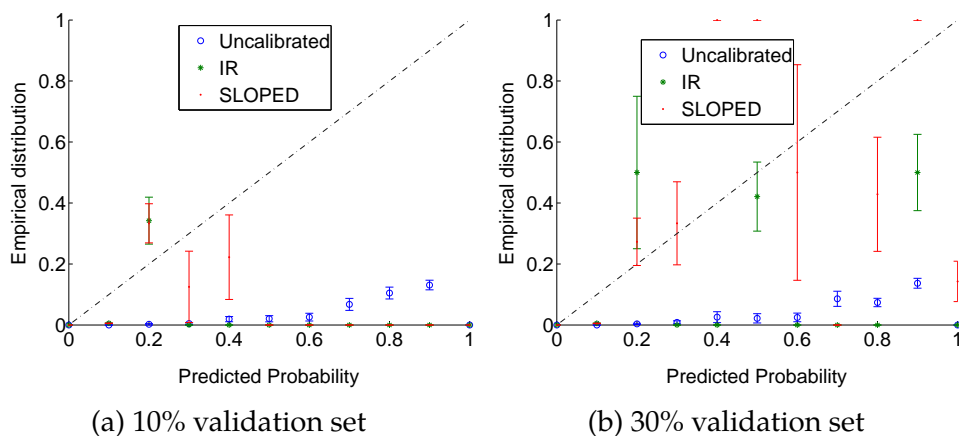 1
0.8
0.6
0.4
0.2
0
0 0.2 0.4 0.6 0.8 1
Empirical distribution
Predicted Probability
Uncalibrated
IR
SLOPED
(a) 10% validation set
1
0.8
0.6
0.4
0.2
0
0 0.2 0.4 0.6 0.8 1
Empirical distribution
Predicted Probability
Uncalibrated
IR
SLOPED
(b) 30% validation set